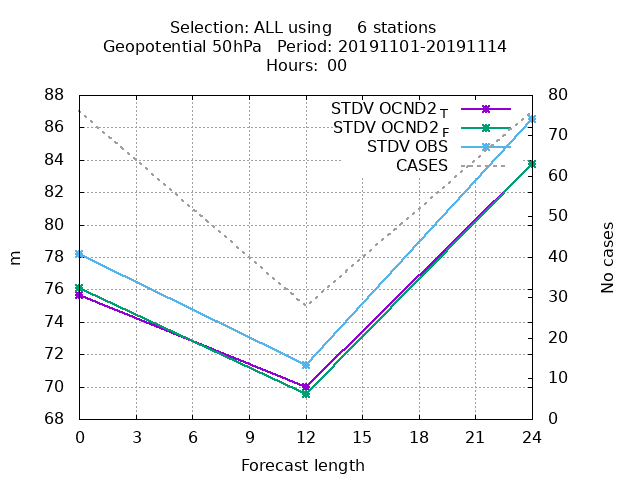 Selection: ALL using     6 stations
Geopotential 50hPa   Period: 20191101-20191114
Hours:  00
88
86
84
82
80
78
76
74
72
70
68
80
70
60
50
40
30
20
10
0
m
No cases
STDV OCND2 T
STDV OCND2 F
STDV OBS
CASES
0 3 6 9 12 15 18 21 24
Forecast length